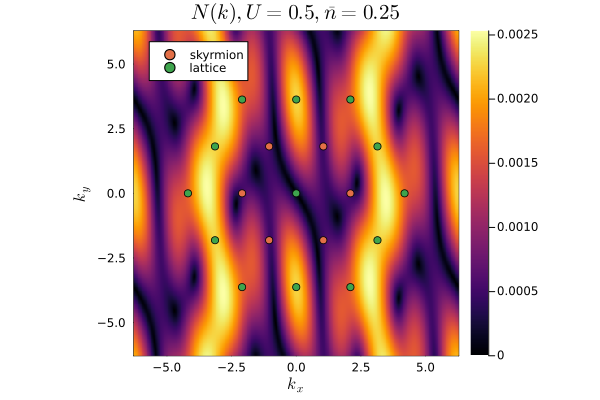 N(k), U = 0.5, n̄ = 0.25
skyrmion
lattice
5.0
2.5
0.0
−2.5
−5.0
k_y
−5.0 −2.5 0.0 2.5 5.0
k_x
0.0025
0.0020
0.0015
0.0010
0.0005
0